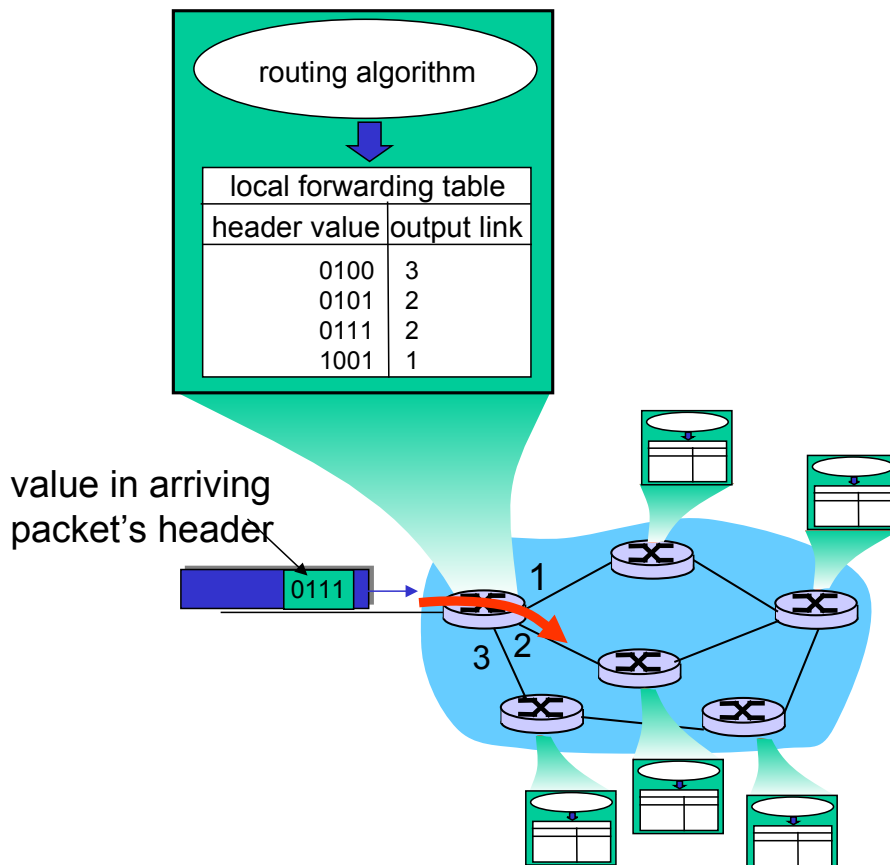 routing algorithm
local forwarding table
header value output link
0100 3
0101 2
0111 2
1001 1
value in arriving
packet’s header
0111
1
2
3